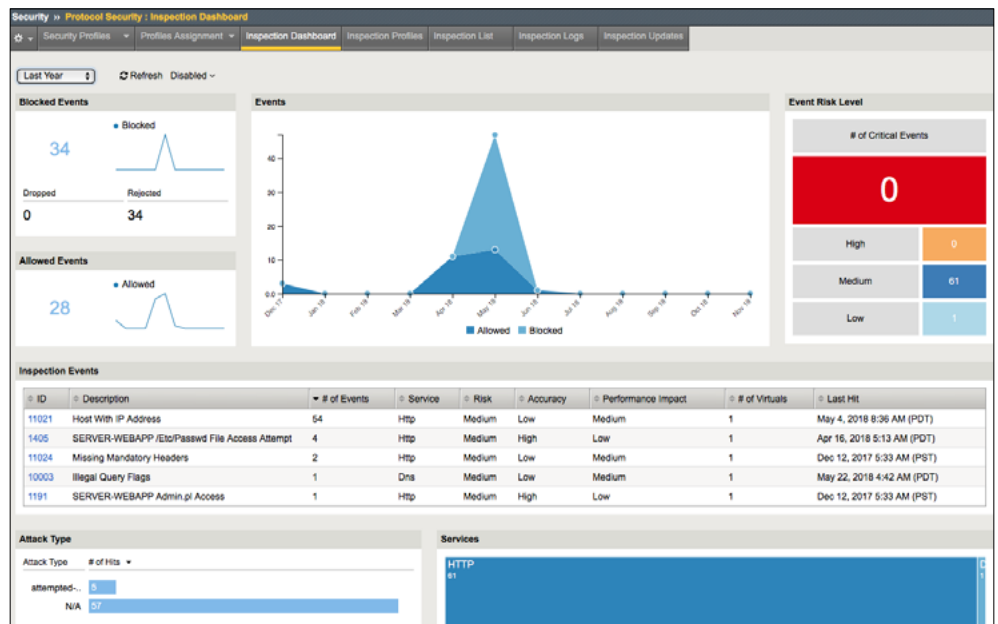 Security » Protocol Security : Inspection Dashboard
Security Profiles Profiles Assignment Inspection Dashboard Inspection Profiles Inspection List Inspection Logs Inspection Updates
Last Year Refresh Disabled
Blocked Events
34
Blocked
Dropped Rejected
0 34
Allowed Events
28
Allowed
Events
40
30
20
10
0.0
Dec 17 Jan 18 Feb 18 Mar 18 Apr 18 May 18 Jun 18 Jul 18 Aug 18 Sep 18 Oct 18 Nov 18
Allowed Blocked
Event Risk Level
# of Critical Events
0
High 0
Medium 61
Low 1
Inspection Events
ID Description # of Events Service Risk Accuracy Performance Impact # of Virtuals Last Hit
11021 Host With IP Address 54 Http Medium Low Medium 1 May 4, 2018 8:36 AM (PDT)
1405 SERVER-WEBAPP /Etc/Passwd File Access Attempt 4 Http Medium High Low 1 Apr 16, 2018 5:13 AM (PDT)
11024 Missing Mandatory Headers 2 Http Medium Low Medium 1 Dec 12, 2017 5:33 AM (PST)
10003 Illegal Query Flags 1 Dns Medium Low Medium 1 May 22, 2018 4:42 AM (PDT)
1191 SERVER-WEBAPP Admin.pl Access 1 Http Medium High Low 1 Dec 12, 2017 5:33 AM (PST)
Attack Type
Attack Type # of Hits
attempted-.. 5
N/A 57
Services
HTTP
61
D
1